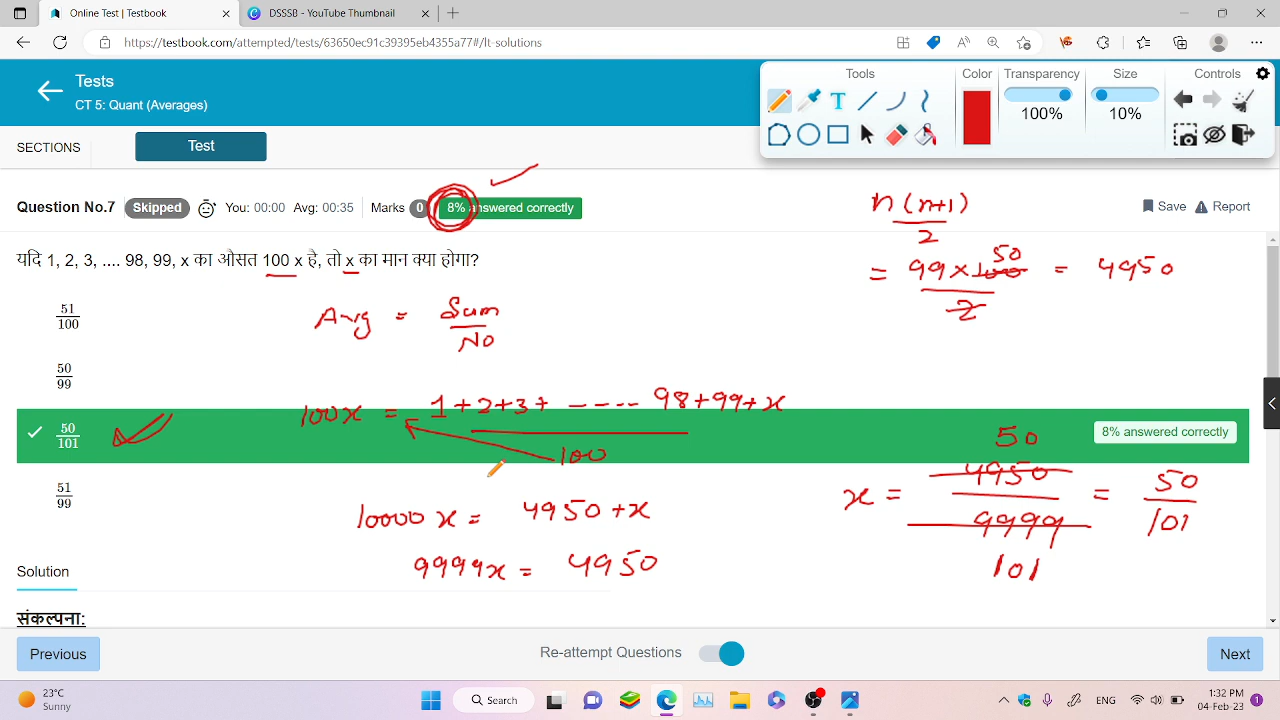 Online Test | Testbook
DSSSB - YouTube Thumbnail
https://testbook.com/attempted/tests/63650ec91c39395eb4355a77#/lt-solutions
Tests
CT 5: Quant (Averages)
Tools
Color
Transparency
Size
Controls
100%
10%
SECTIONS
Test
Question No.7
Skipped
You: 00:00 Avg: 00:35
Marks 0
8% answered correctly
Save
Report
n(n+1)
2
= 99 × 100 50 = 4950
2
यदि 1, 2, 3, .... 98, 99, x का औसत 100 x है, तो x का मान क्या होगा?
51
100
50
99
50
101
51
99
8% answered correctly
Avg = Sum
No
100x = 1+2+3+ ----- 98+99+x
100
10000 x = 4950 +x
9999x = 4950
50
x = 4950 = 50
9999 101
101
Solution
संकल्पना:
Previous
Re-attempt Questions
Next
23°C
Sunny
Search
ENG
1:32 PM
04-Feb-23
1